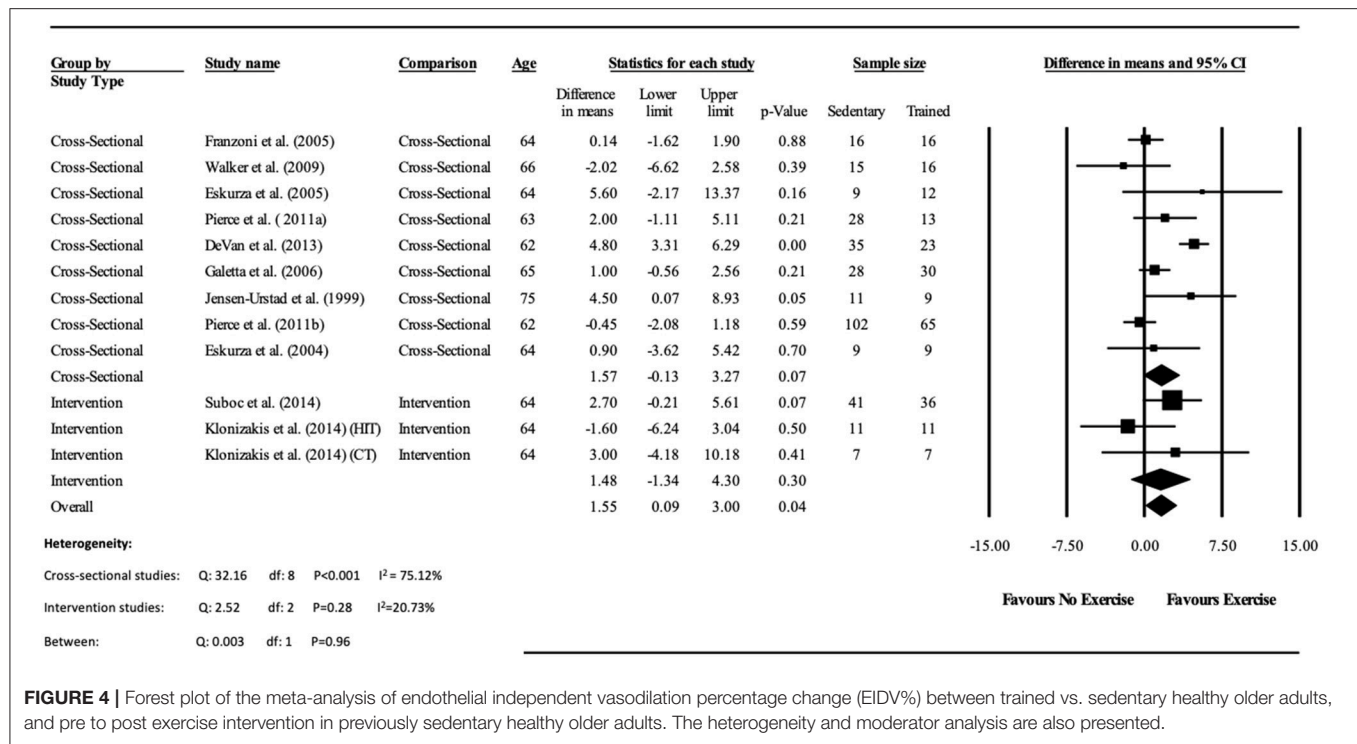 Group by Study name Comparison Age Statistics for each study Sample size Difference in means and 95% CI
Study Type
Difference Lower Upper
in means limit limit p-Value Sedentary Trained
Cross-Sectional Franzoni et al. (2005) Cross-Sectional 64 0.14 -1.62 1.90 0.88 16 16
Cross-Sectional Walker et al. (2009) Cross-Sectional 66 -2.02 -6.62 2.58 0.39 15 16
Cross-Sectional Eskurza et al. (2005) Cross-Sectional 64 5.60 -2.17 13.37 0.16 9 12
Cross-Sectional Pierce et al. ( 2011a) Cross-Sectional 63 2.00 -1.11 5.11 0.21 28 13
Cross-Sectional DeVan et al. (2013) Cross-Sectional 62 4.80 3.31 6.29 0.00 35 23
Cross-Sectional Galetta et al. (2006) Cross-Sectional 65 1.00 -0.56 2.56 0.21 28 30
Cross-Sectional Jensen-Urstad et al. (1999) Cross-Sectional 75 4.50 0.07 8.93 0.05 11 9
Cross-Sectional Pierce et al. (2011b) Cross-Sectional 62 -0.45 -2.08 1.18 0.59 102 65
Cross-Sectional Eskurza et al. (2004) Cross-Sectional 64 0.90 -3.62 5.42 0.70 9 9
Cross-Sectional 1.57 -0.13 3.27 0.07
Intervention Suboc et al. (2014) Intervention 64 2.70 -0.21 5.61 0.07 41 36
Intervention Klonizakis et al. (2014) (HIT) Intervention 64 -1.60 -6.24 3.04 0.50 11 11
Intervention Klonizakis et al. (2014) (CT) Intervention 64 3.00 -4.18 10.18 0.41 7 7
Intervention 1.48 -1.34 4.30 0.30
Overall 1.55 0.09 3.00 0.04
-15.00 -7.50 0.00 7.50 15.00
Favours No Exercise Favours Exercise
Heterogeneity:
Cross-sectional studies: Q: 32.16 df: 8 P<0.001 I² = 75.12%
Intervention studies: Q: 2.52 df: 2 P=0.28 I²=20.73%
Between: Q: 0.003 df: 1 P=0.96
FIGURE 4 | Forest plot of the meta-analysis of endothelial independent vasodilation percentage change (EIDV%) between trained vs. sedentary healthy older adults,
and pre to post exercise intervention in previously sedentary healthy older adults. The heterogeneity and moderator analysis are also presented.